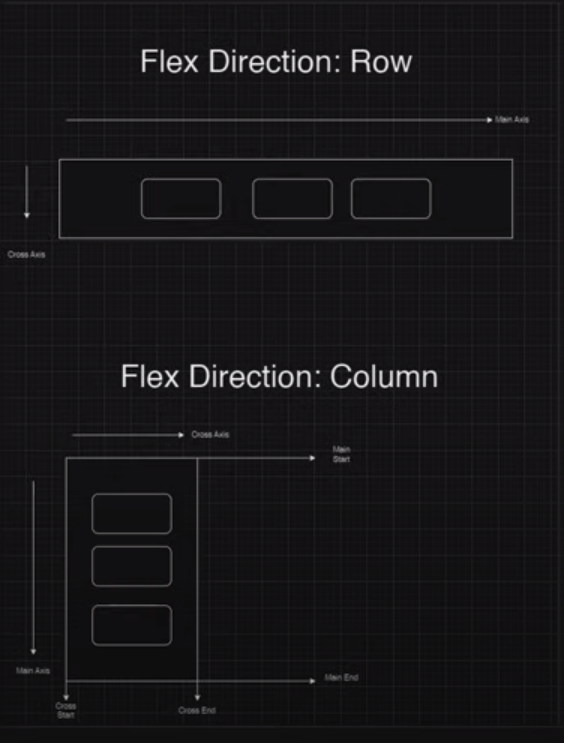 Flex Direction: Row
Main Axis
Cross Axis
Flex Direction: Column
Cross Axis
Main
Start
Main Axis
Main End
Cross
Start
Cross End